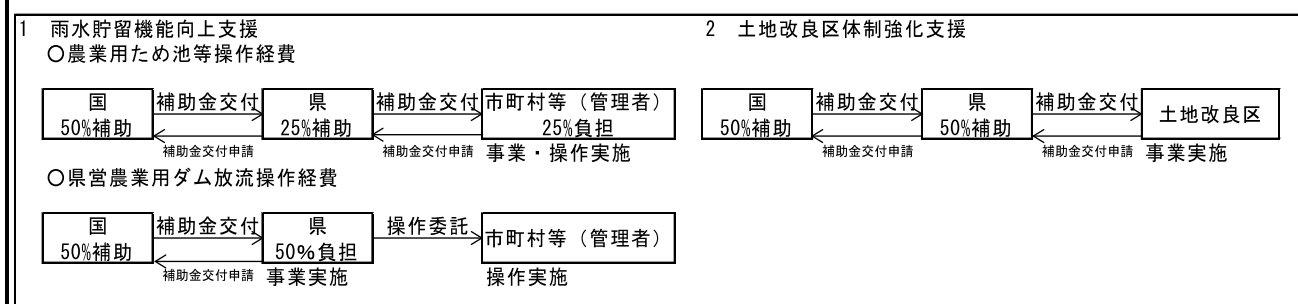 1　雨水貯留機能向上支援
〇農業用ため池等操作経費
国　補助金交付　県　補助金交付　市町村等（管理者）
50%補助　25%補助　25%負担
補助金交付申請　補助金交付申請　事業・操作実施
〇県営農業用ダム放流操作経費
国　補助金交付　県　操作委託　市町村等（管理者）
50%補助　50%負担
補助金交付申請　事業実施　操作実施
2　土地改良区体制強化支援
国　補助金交付　県　補助金交付　土地改良区
50%補助　50%補助
補助金交付申請　補助金交付申請　事業実施